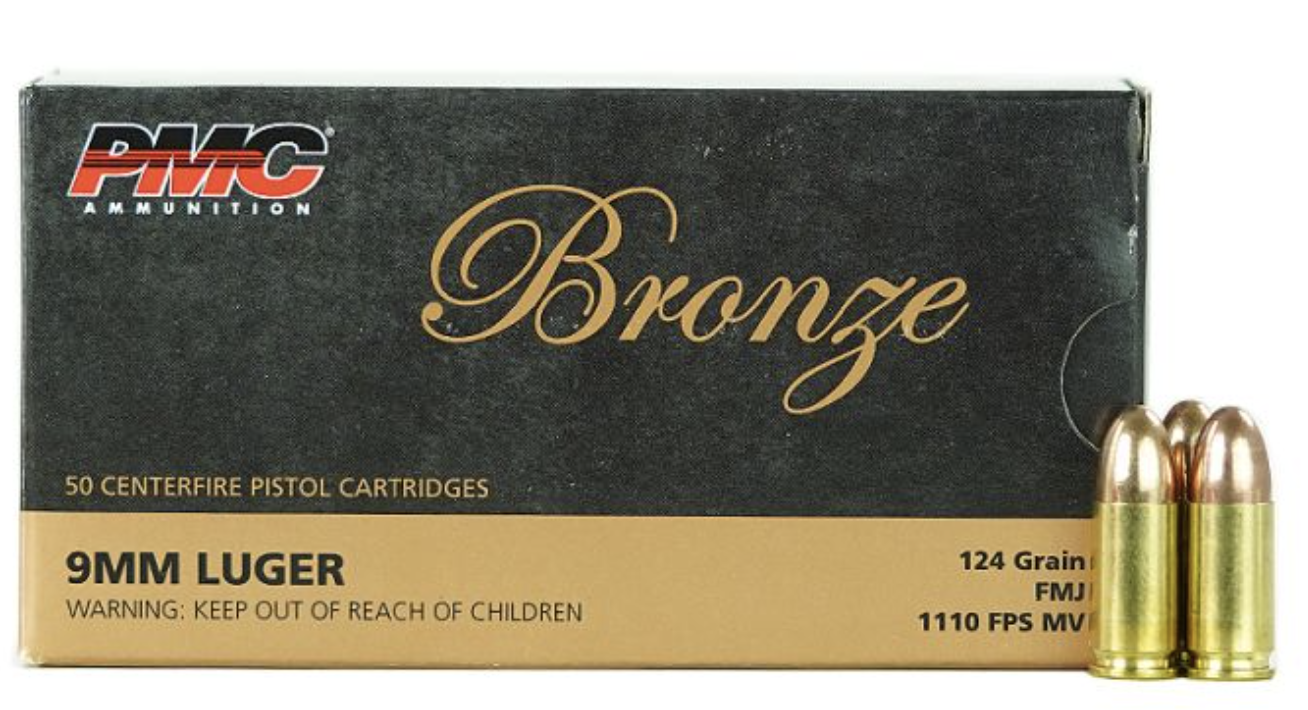 PMC®
AMMUNITION
Bronze
50 CENTERFIRE PISTOL CARTRIDGES
9MM LUGER
WARNING: KEEP OUT OF REACH OF CHILDREN
124 Grain
FMJ
1110 FPS MV